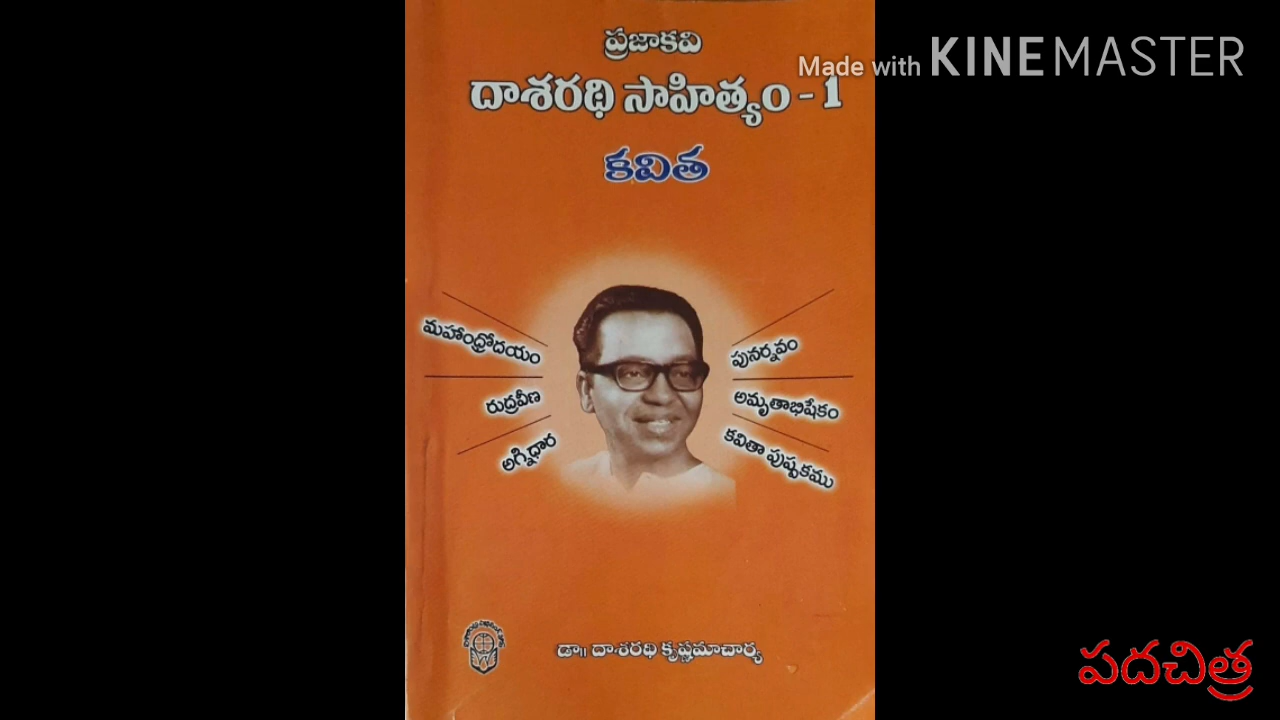 ప్రజాకవి
Made with KINEMASTER
దాశరథి సాహిత్యం - 1
కవిత
మహాంధ్రోదయం
పునర్నవం
రుద్రవీణ
అమృతాభిషేకం
అగ్నిధార
కవితా పుష్పకము
డా॥ దాశరథి కృష్ణమాచార్య
పదచిత్ర